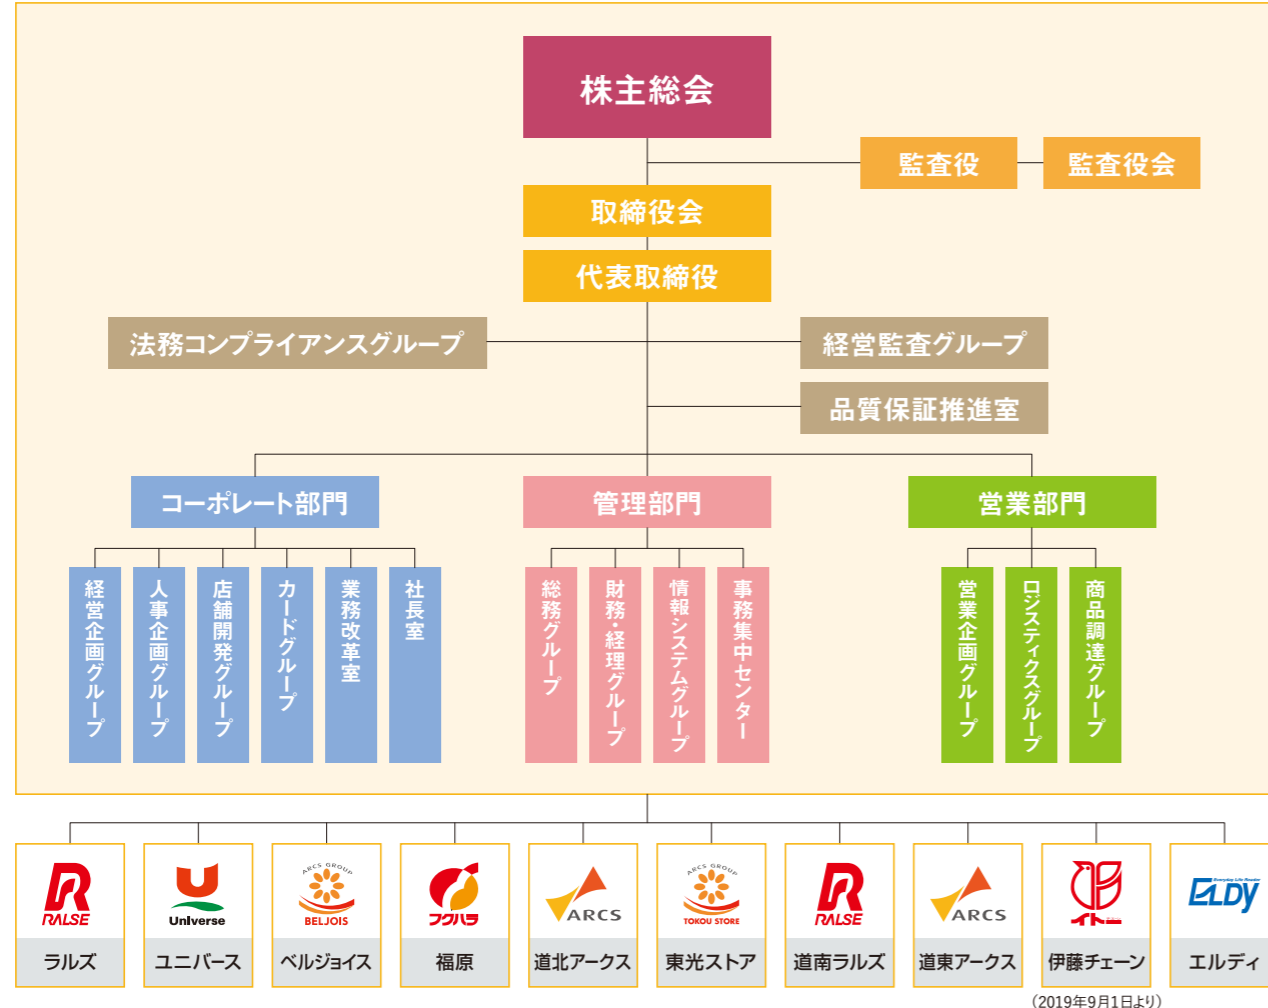 株主総会
監査役
監査役会
取締役会
代表取締役
法務コンプライアンスグループ
経営監査グループ
品質保証推進室
コーポレート部門
管理部門
営業部門
経営企画グループ
人事企画グループ
店舗開発グループ
カードグループ
業務改革室
社長室
総務グループ
財務・経理グループ
情報システムグループ
事務集中センター
営業企画グループ
ロジスティクスグループ
商品調達グループ
RALSE
ラルズ
Universe
ユニバース
ARCS GROUP
BELJOIS
ベルジョイス
フクハラ
福原
ARCS
道北アークス
ARCS GROUP
TOKOU STORE
東光ストア
RALSE
道南ラルズ
ARCS
道東アークス
イトー
伊藤チェーン
(2019年9月1日より)
Everyday Life Reader
ELDy
エルディ